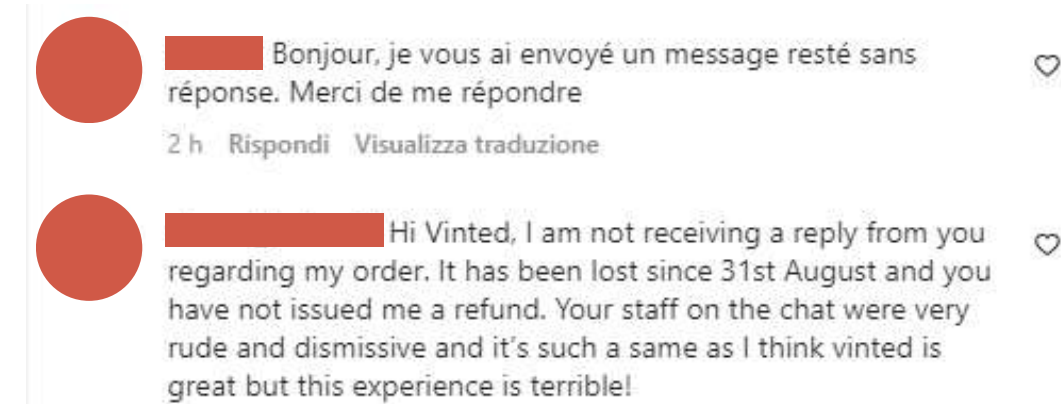 Bonjour, je vous ai envoyé un message resté sans
réponse. Merci de me répondre
2 h Rispondi Visualizza traduzione
Hi Vinted, I am not receiving a reply from you
regarding my order. It has been lost since 31st August and you
have not issued me a refund. Your staff on the chat were very
rude and dismissive and it's such a same as I think vinted is
great but this experience is terrible!